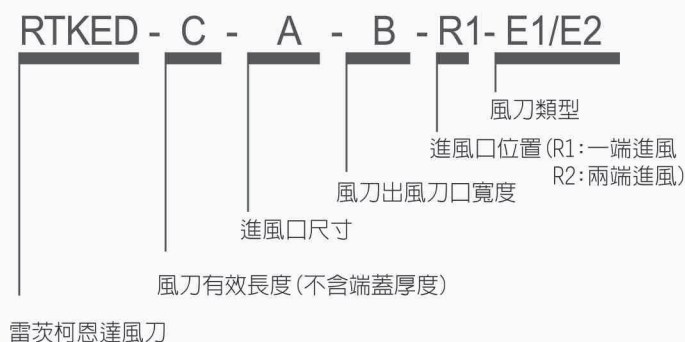 RTKED - C - A - B - R1- E1/E2
風刀類型
進風口位置(R1:一端進風
R2:兩端進風)
風刀出風刀口寬度
進風口尺寸
風刀有效長度(不含端蓋厚度)
雷茨柯恩達風刀